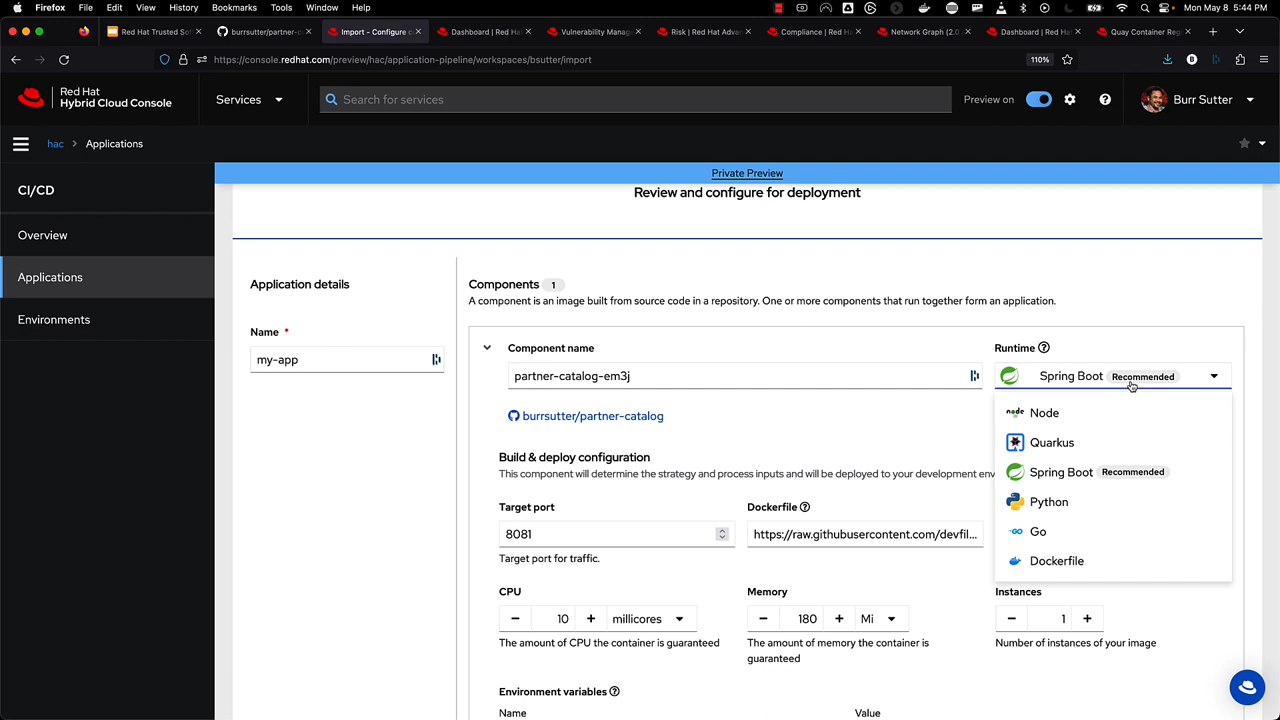 Firefox File Edit View History Bookmarks Tools Window Help Mon May 8 5:44 PM
Red Hat Trusted Sof
burrsutter/partner-c
Import - Configure c
Dashboard | Red Hat
Vulnerability Manage
Risk | Red Hat Adva
Compliance | Red Ha
Network Graph (2.0
Dashboard | Red Hat
Quay Container Reg
https://console.redhat.com/preview/hac/application-pipeline/workspaces/bsutter/import 110%
Red Hat
Hybrid Cloud Console
Services
Search for services
Preview on
Burr Sutter
hac > Applications
CI/CD
Overview
Applications
Environments
Private Preview
Review and configure for deployment
Application details
Name *
my-app
Components 1
A component is an image built from source code in a repository. One or more components that run together form an application.
Component name
partner-catalog-em3j
burrsutter/partner-catalog
Runtime
Spring Boot Recommended
Node
Quarkus
Spring Boot Recommended
Python
Go
Dockerfile
Build & deploy configuration
This component will determine the strategy and process inputs and will be deployed to your development env
Target port
8081
Target port for traffic.
Dockerfile
https://raw.githubusercontent.com/devfil...
CPU
10 millicores
The amount of CPU the container is guaranteed
Memory
180 Mi
The amount of memory the container is
guaranteed
Instances
1
Number of instances of your image
Environment variables
Name Value